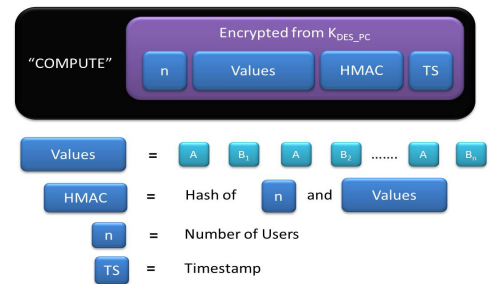 Encrypted from K_DES_PC
"COMPUTE" n Values HMAC TS
Values = A B₁ A B₂ ....... A Bₙ
HMAC = Hash of n and Values
n = Number of Users
TS = Timestamp